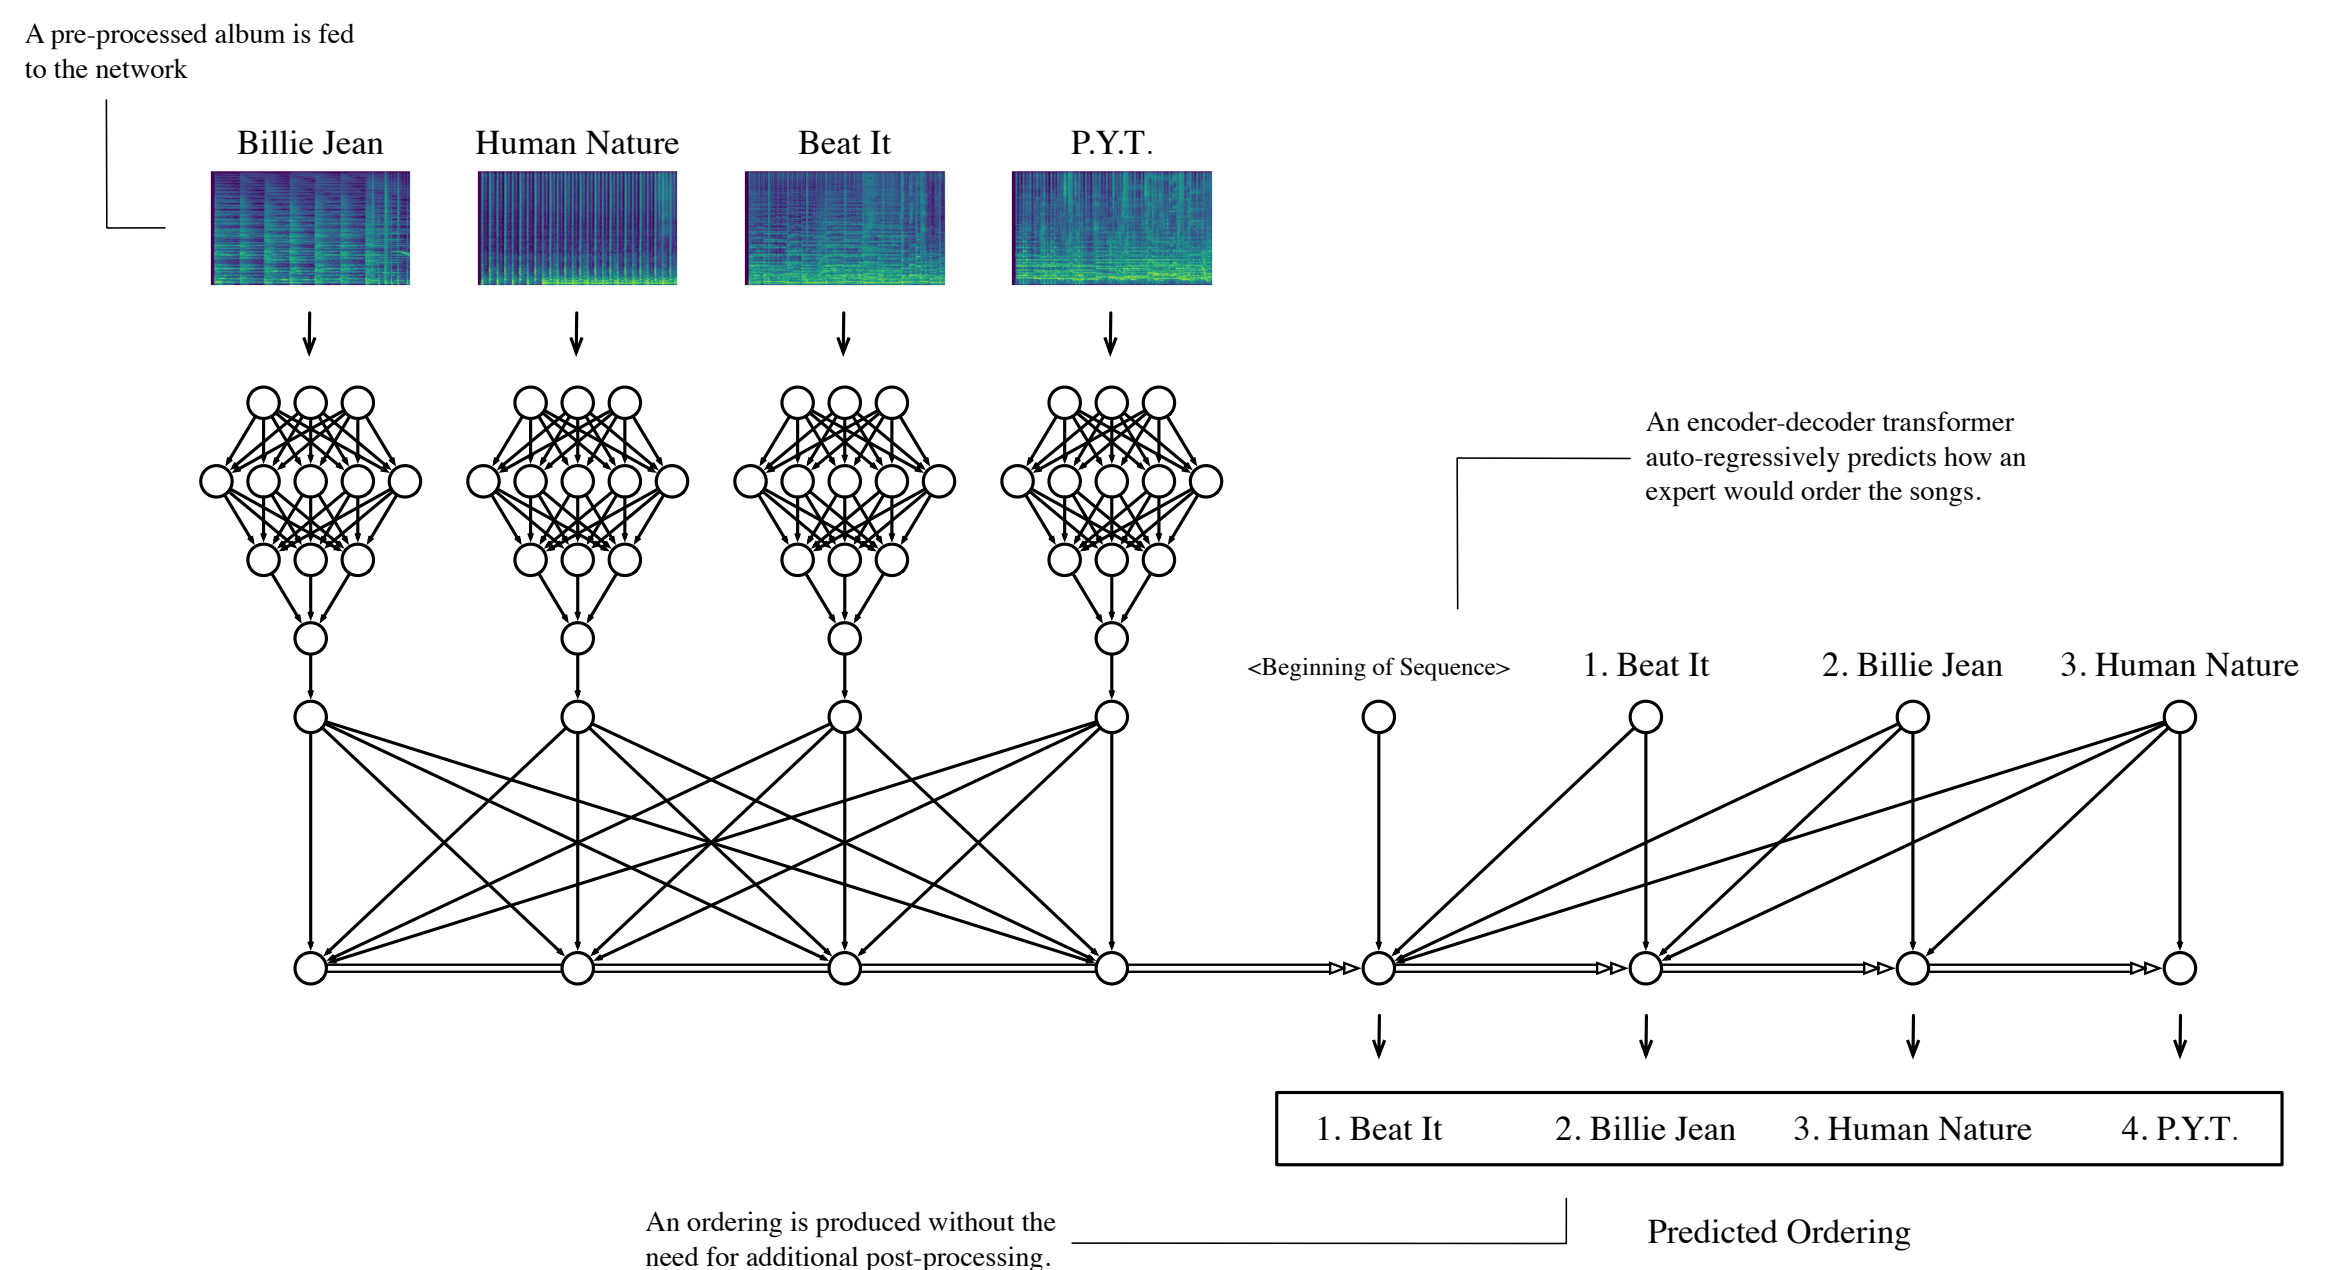 A pre-processed album is fed
to the network
Billie Jean
Human Nature
Beat It
P.Y.T.
An encoder-decoder transformer
auto-regressively predicts how an
expert would order the songs.
<Beginning of Sequence>
1. Beat It
2. Billie Jean
3. Human Nature
1. Beat It
2. Billie Jean
3. Human Nature
4. P.Y.T.
An ordering is produced without the
need for additional post-processing.
Predicted Ordering